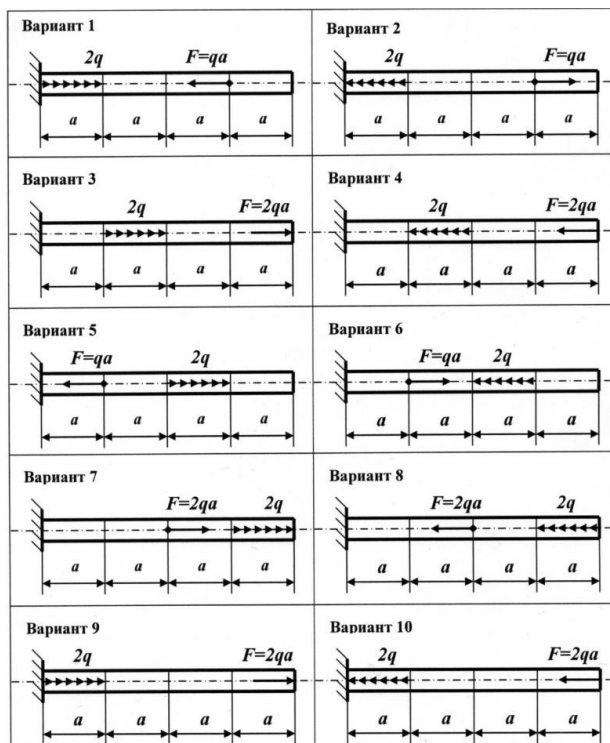 Вариант 1
2q F=qa
a a a a
Вариант 2
2q F=qa
a a a a
Вариант 3
2q F=2qa
a a a a
Вариант 4
2q F=2qa
a a a a
Вариант 5
F=qa 2q
a a a a
Вариант 6
F=qa 2q
a a a a
Вариант 7
F=2qa 2q
a a a a
Вариант 8
F=2qa 2q
a a a a
Вариант 9
2q F=2qa
a a a a
Вариант 10
2q F=2qa
a a a a